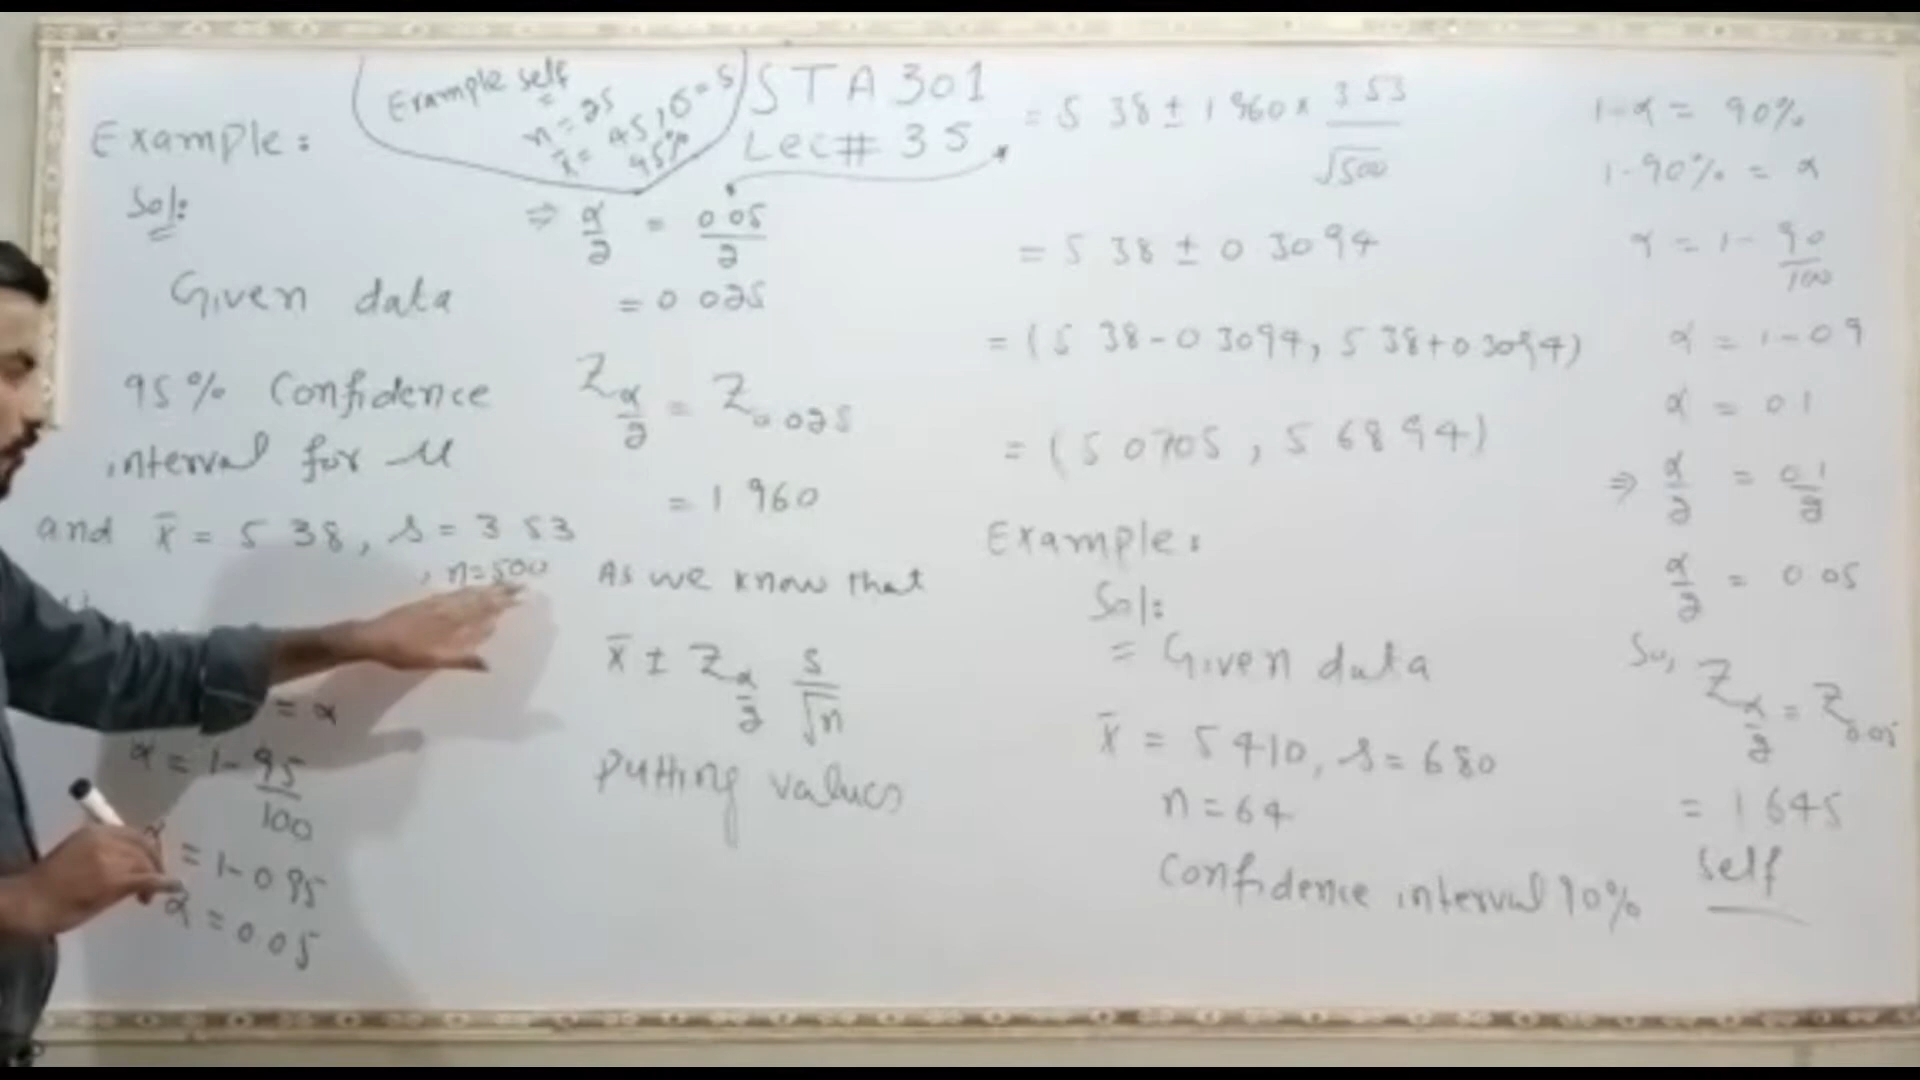 Example self
n = 25
x̄ = 45, σ = 5
95%
STA301
Lec# 35
Example:
Sol:
Given data
95% Confidence
interval for μ
and x̄ = 5 38, s = 3 53
, n=500
= α
α = 1 - 95/100
α = 1 - 0 95
α = 0.05
⇒ α/2 = 0 05/2
= 0 025
Z α/2 = Z 0.025
= 1 960
As we know that
x̄ ± Z α/2 s/√n
Putting values
= 5 38 ± 1 960 × 3 53/√500
= 5 38 ± 0 3094
= (5 38 - 0 3094, 5 38 + 0 3094)
= (5 0705, 5 6894)
Example:
Sol:
= Given data
x̄ = 5410, s = 680
n = 64
Confidence interval 90%
1-α = 90%
1-90% = α
α = 1 - 90/100
α = 1 - 0 9
α = 0 1
⇒ α/2 = 0.1/2
α/2 = 0 05
So, Z α/2 = Z 0.05
= 1 645
self